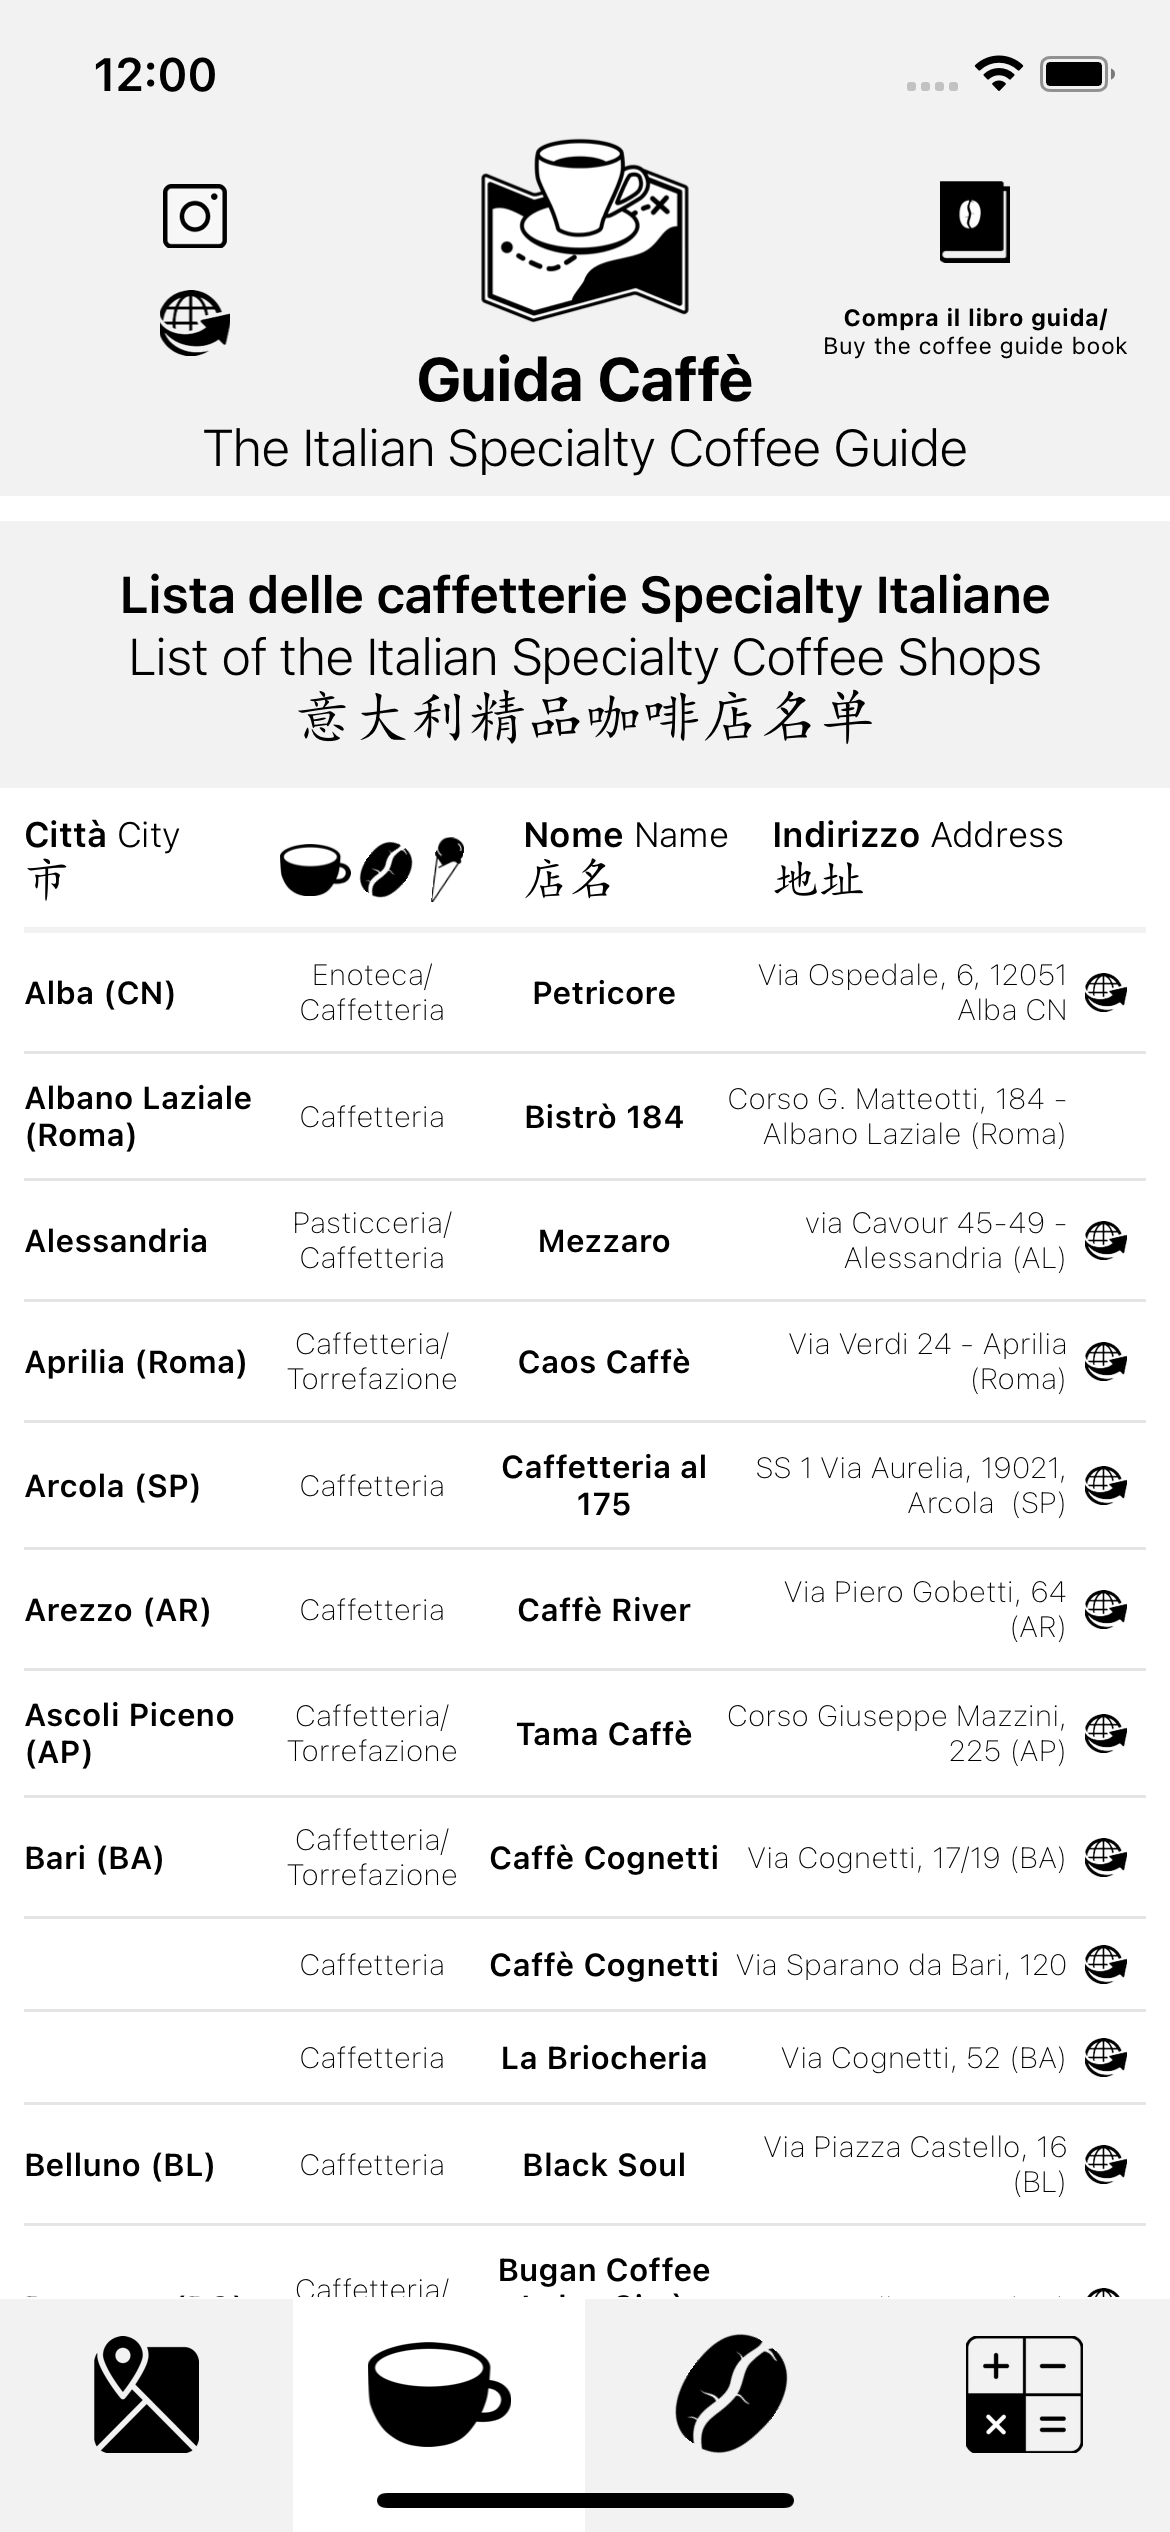 12:00
Compra il libro guida/
Buy the coffee guide book
Guida Caffè
The Italian Specialty Coffee Guide
Lista delle caffetterie Specialty Italiane
List of the Italian Specialty Coffee Shops
意大利精品咖啡店名单
Città City
市
Nome Name
店名
Indirizzo Address
地址
Alba (CN)
Enoteca/
Caffetteria
Petricore
Via Ospedale, 6, 12051
Alba CN
Albano Laziale
(Roma)
Caffetteria
Bistrò 184
Corso G. Matteotti, 184 -
Albano Laziale (Roma)
Alessandria
Pasticceria/
Caffetteria
Mezzaro
via Cavour 45-49 -
Alessandria (AL)
Aprilia (Roma)
Caffetteria/
Torrefazione
Caos Caffè
Via Verdi 24 - Aprilia
(Roma)
Arcola (SP)
Caffetteria
Caffetteria al
175
SS 1 Via Aurelia, 19021,
Arcola (SP)
Arezzo (AR)
Caffetteria
Caffè River
Via Piero Gobetti, 64
(AR)
Ascoli Piceno
(AP)
Caffetteria/
Torrefazione
Tama Caffè
Corso Giuseppe Mazzini,
225 (AP)
Bari (BA)
Caffetteria/
Torrefazione
Caffè Cognetti
Via Cognetti, 17/19 (BA)
Caffetteria
Caffè Cognetti
Via Sparano da Bari, 120
Caffetteria
La Briocheria
Via Cognetti, 52 (BA)
Belluno (BL)
Caffetteria
Black Soul
Via Piazza Castello, 16
(BL)
Caffetteria/
Bugan Coffee